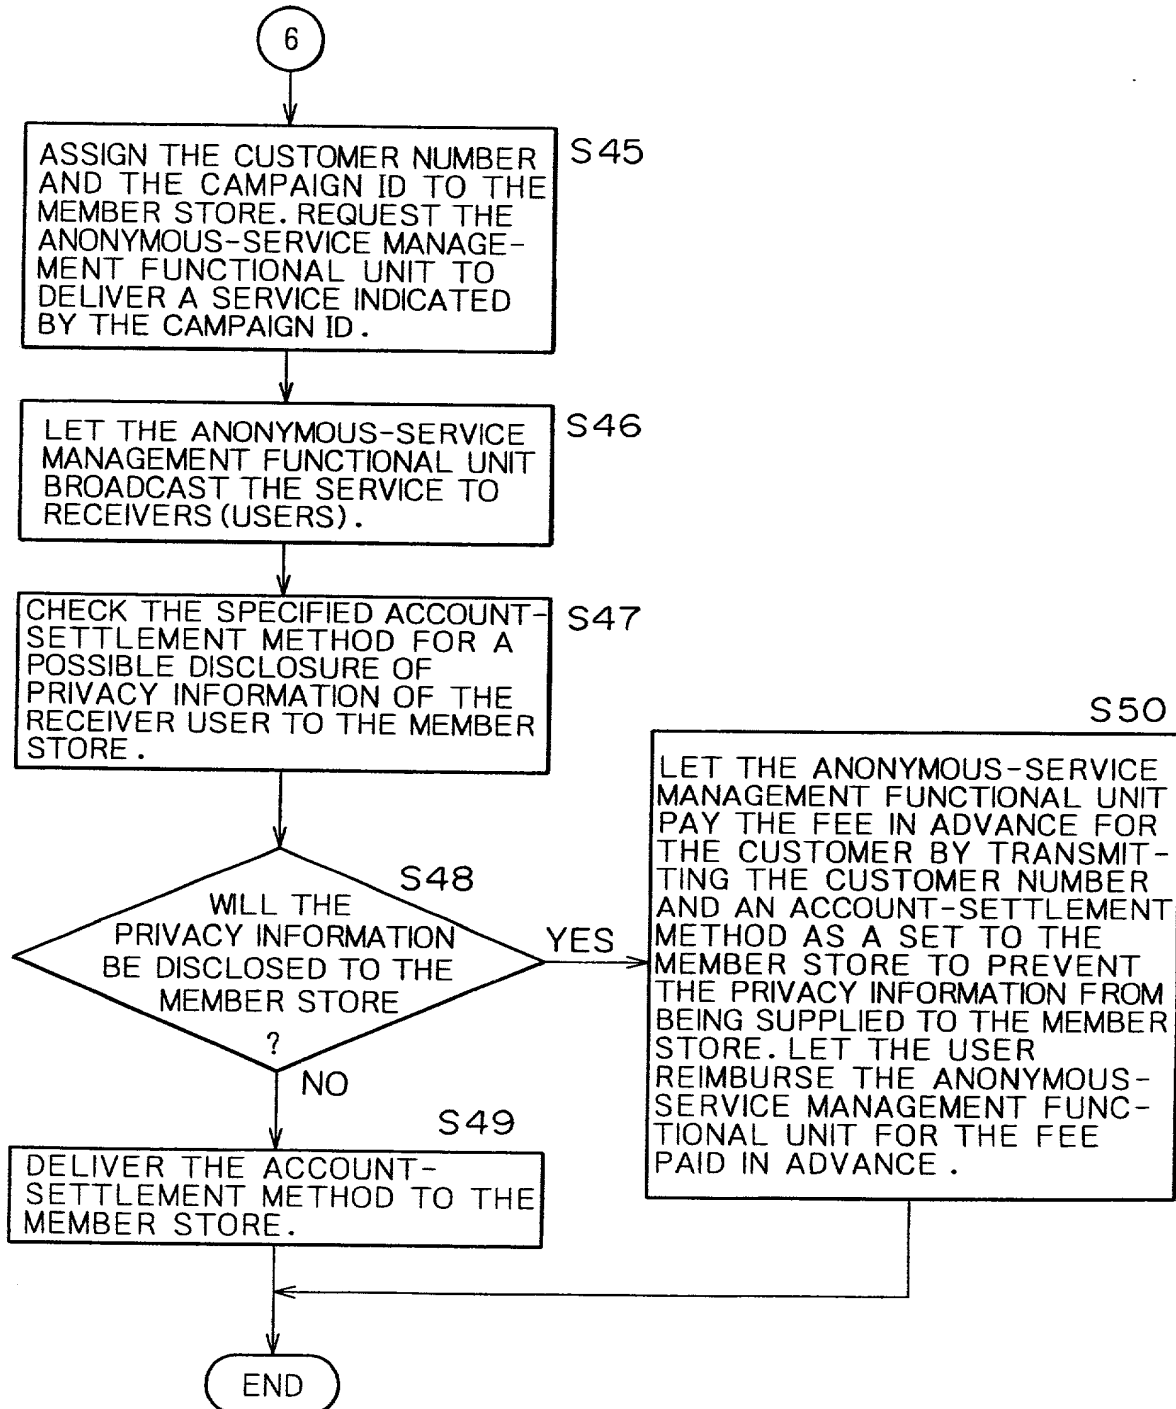 6
S45
ASSIGN THE CUSTOMER NUMBER
AND THE CAMPAIGN ID TO THE
MEMBER STORE. REQUEST THE
ANONYMOUS-SERVICE MANAGE-
MENT FUNCTIONAL UNIT TO
DELIVER A SERVICE INDICATED
BY THE CAMPAIGN ID.
S46
LET THE ANONYMOUS-SERVICE
MANAGEMENT FUNCTIONAL UNIT
BROADCAST THE SERVICE TO
RECEIVERS (USERS).
S47
CHECK THE SPECIFIED ACCOUNT-
SETTLEMENT METHOD FOR A
POSSIBLE DISCLOSURE OF
PRIVACY INFORMATION OF THE
RECEIVER USER TO THE MEMBER
STORE.
S48
WILL THE
PRIVACY INFORMATION
BE DISCLOSED TO THE
MEMBER STORE
?
YES
NO
S50
LET THE ANONYMOUS-SERVICE
MANAGEMENT FUNCTIONAL UNIT
PAY THE FEE IN ADVANCE FOR
THE CUSTOMER BY TRANSMIT-
TING THE CUSTOMER NUMBER
AND AN ACCOUNT-SETTLEMENT
METHOD AS A SET TO THE
MEMBER STORE TO PREVENT
THE PRIVACY INFORMATION FROM
BEING SUPPLIED TO THE MEMBER
STORE. LET THE USER
REIMBURSE THE ANONYMOUS-
SERVICE MANAGEMENT FUNC-
TIONAL UNIT FOR THE FEE
PAID IN ADVANCE.
S49
DELIVER THE ACCOUNT-
SETTLEMENT METHOD TO THE
MEMBER STORE.
END